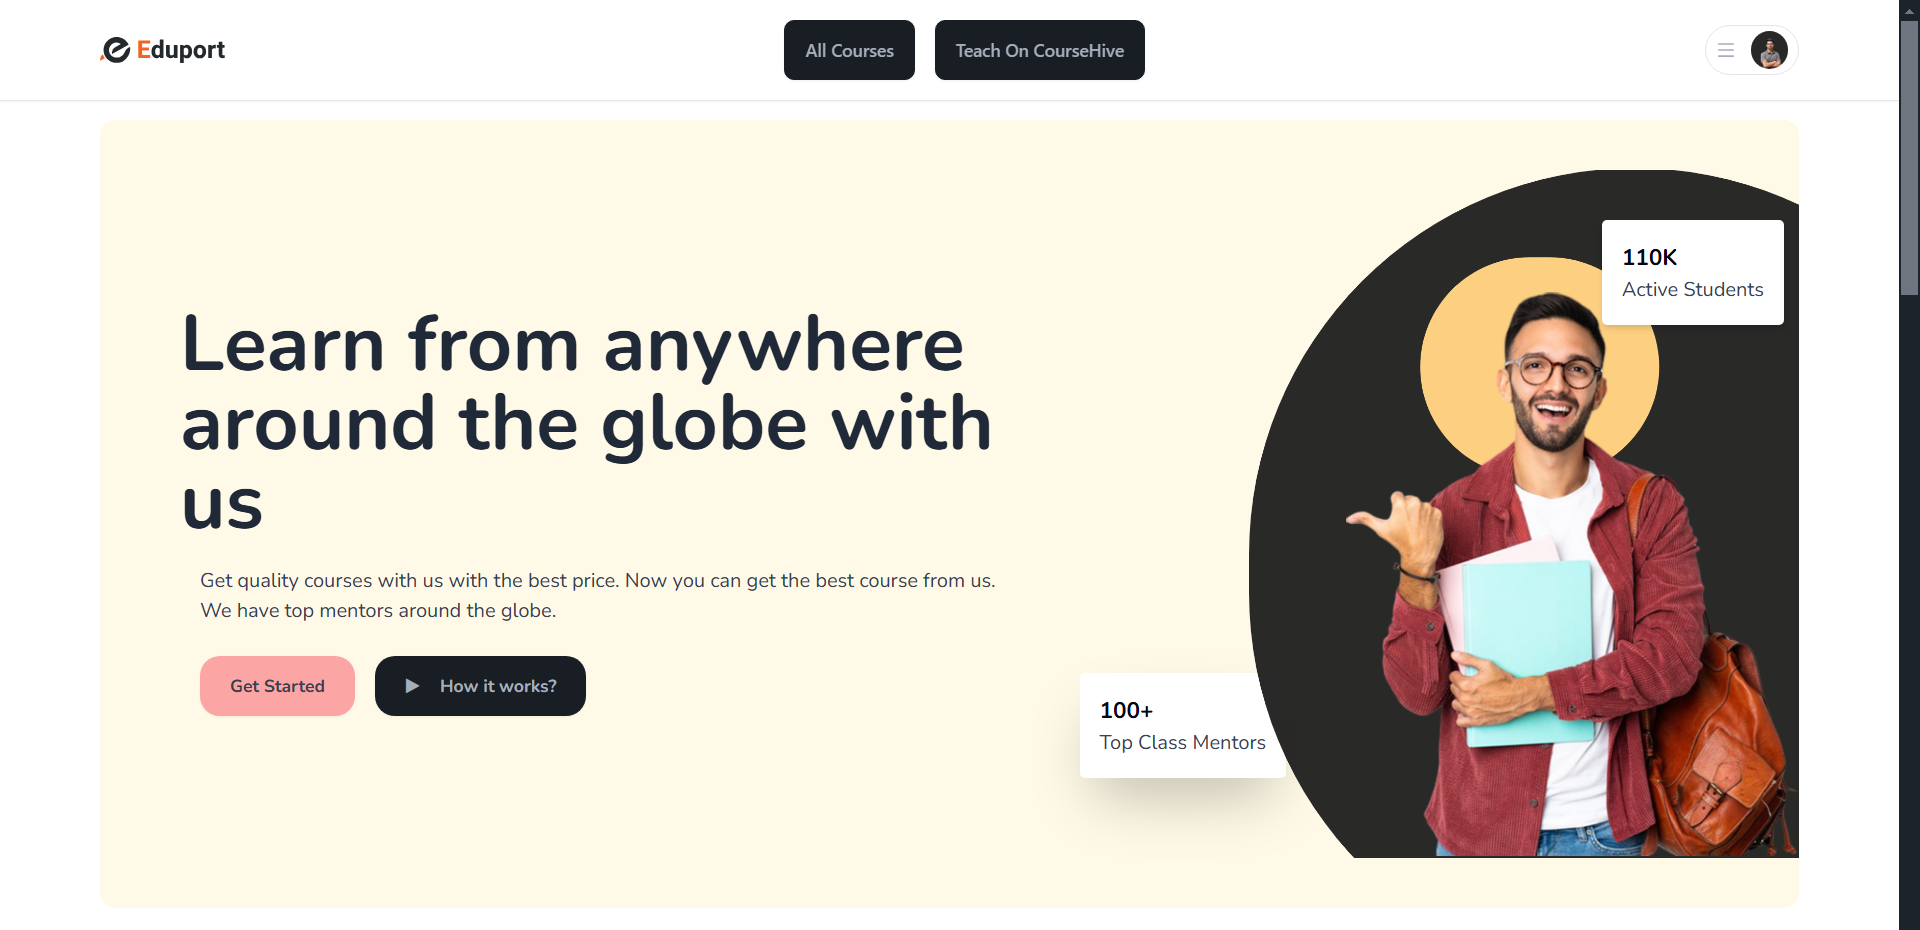 Eduport
All Courses
Teach On CourseHive
110K
Active Students
Learn from anywhere
around the globe with
us
Get quality courses with us with the best price. Now you can get the best course from us.
We have top mentors around the globe.
Get Started
How it works?
100+
Top Class Mentors